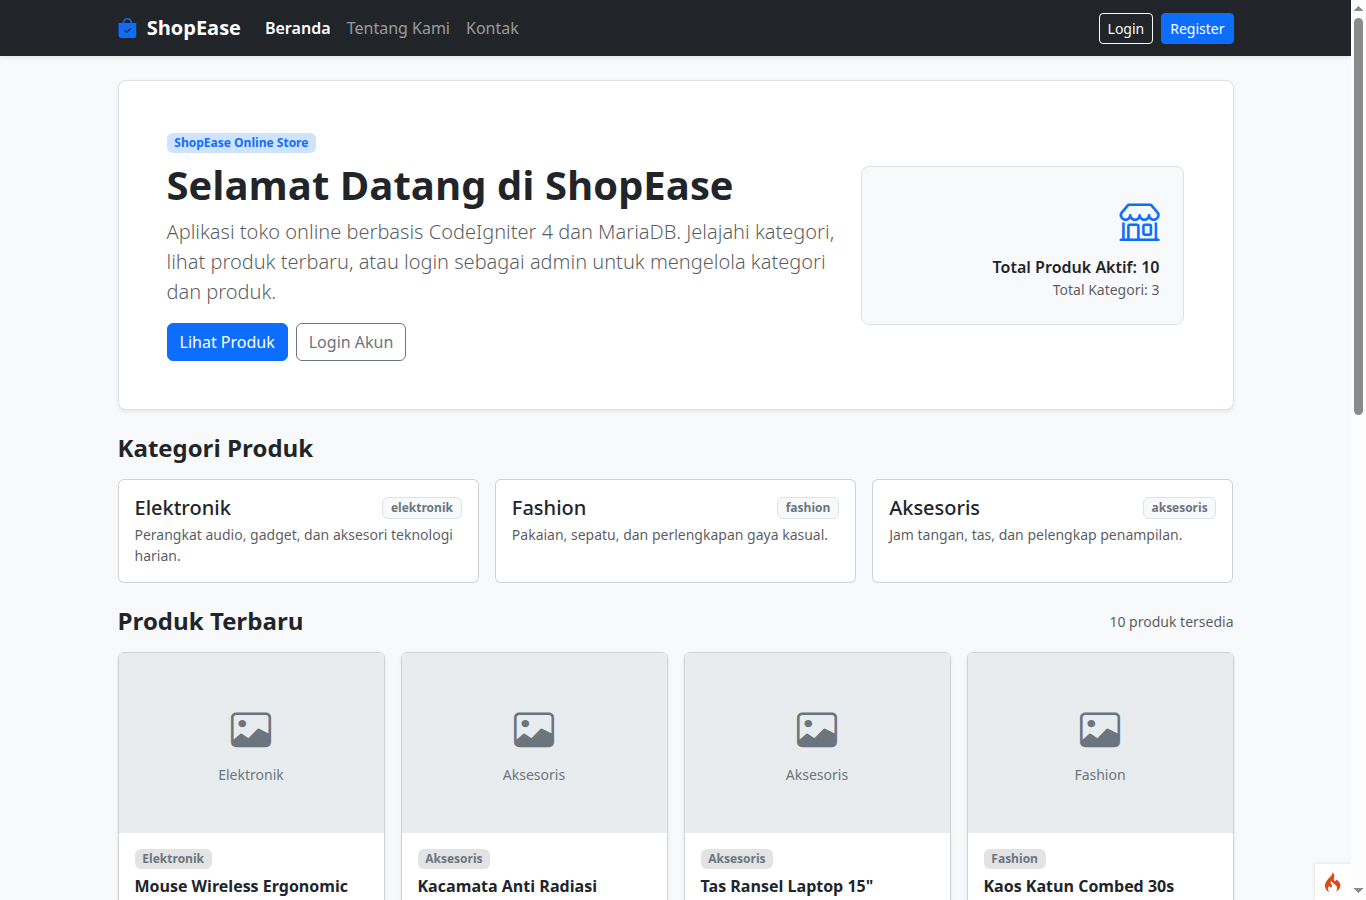 ShopEase Beranda Tentang Kami Kontak Login Register
ShopEase Online Store
Selamat Datang di ShopEase
Aplikasi toko online berbasis CodeIgniter 4 dan MariaDB. Jelajahi kategori,
lihat produk terbaru, atau login sebagai admin untuk mengelola kategori
dan produk.
Lihat Produk Login Akun
Total Produk Aktif: 10
Total Kategori: 3
Kategori Produk
Elektronik elektronik
Perangkat audio, gadget, dan aksesori teknologi
harian.
Fashion fashion
Pakaian, sepatu, dan perlengkapan gaya kasual.
Aksesoris aksesoris
Jam tangan, tas, dan pelengkap penampilan.
Produk Terbaru 10 produk tersedia
Elektronik
Elektronik
Mouse Wireless Ergonomic
Aksesoris
Aksesoris
Kacamata Anti Radiasi
Aksesoris
Aksesoris
Tas Ransel Laptop 15"
Fashion
Fashion
Kaos Katun Combed 30s